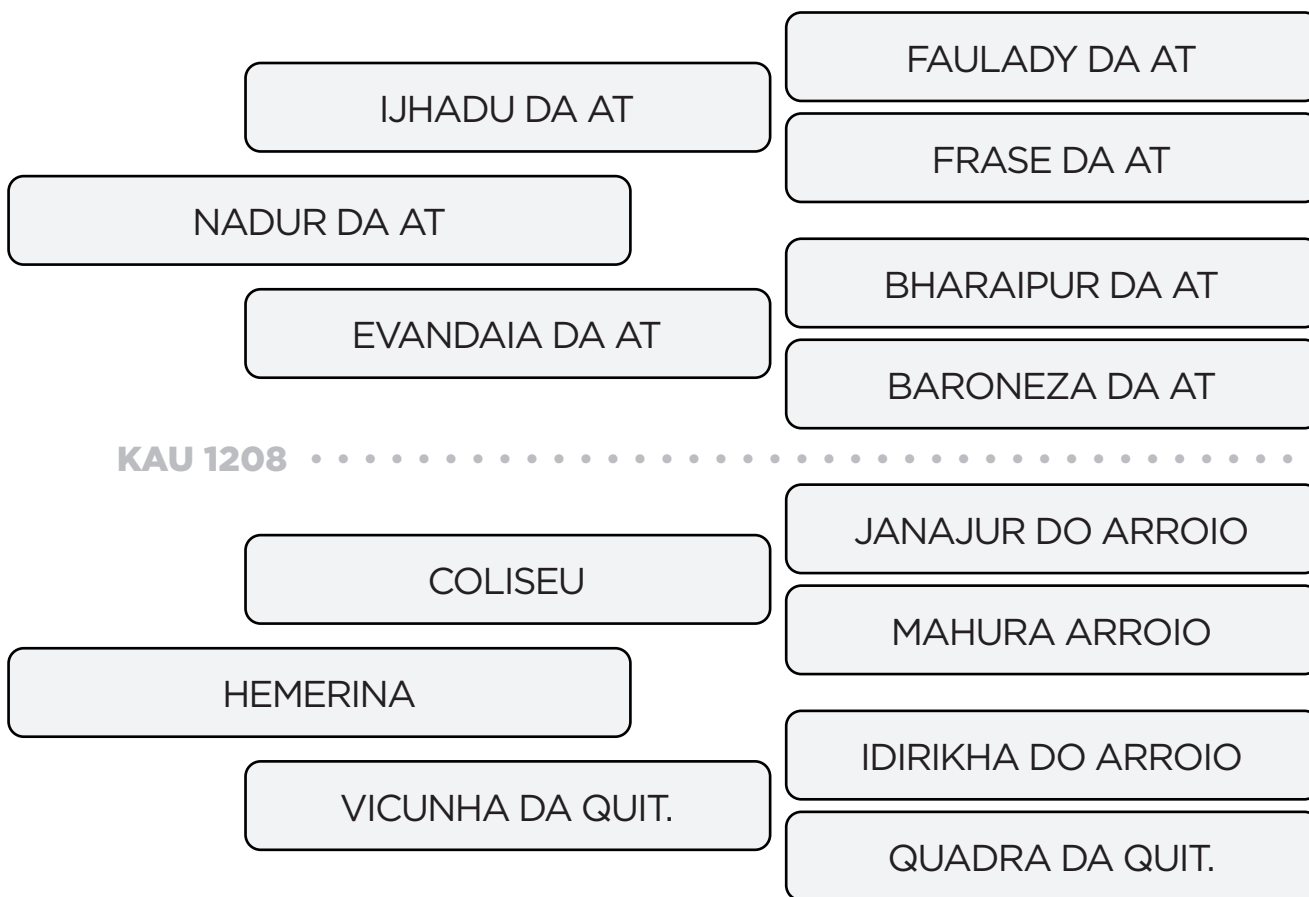 FAULADY DA AT
IJHADU DA AT
FRASE DA AT
NADUR DA AT
BHARAIPUR DA AT
EVANDAIA DA AT
BARONEZA DA AT
KAU 1208
JANAJUR DO ARROIO
COLISEU
MAHURA ARROIO
HEMERINA
IDIRIKHA DO ARROIO
VICUNHA DA QUIT.
QUADRA DA QUIT.